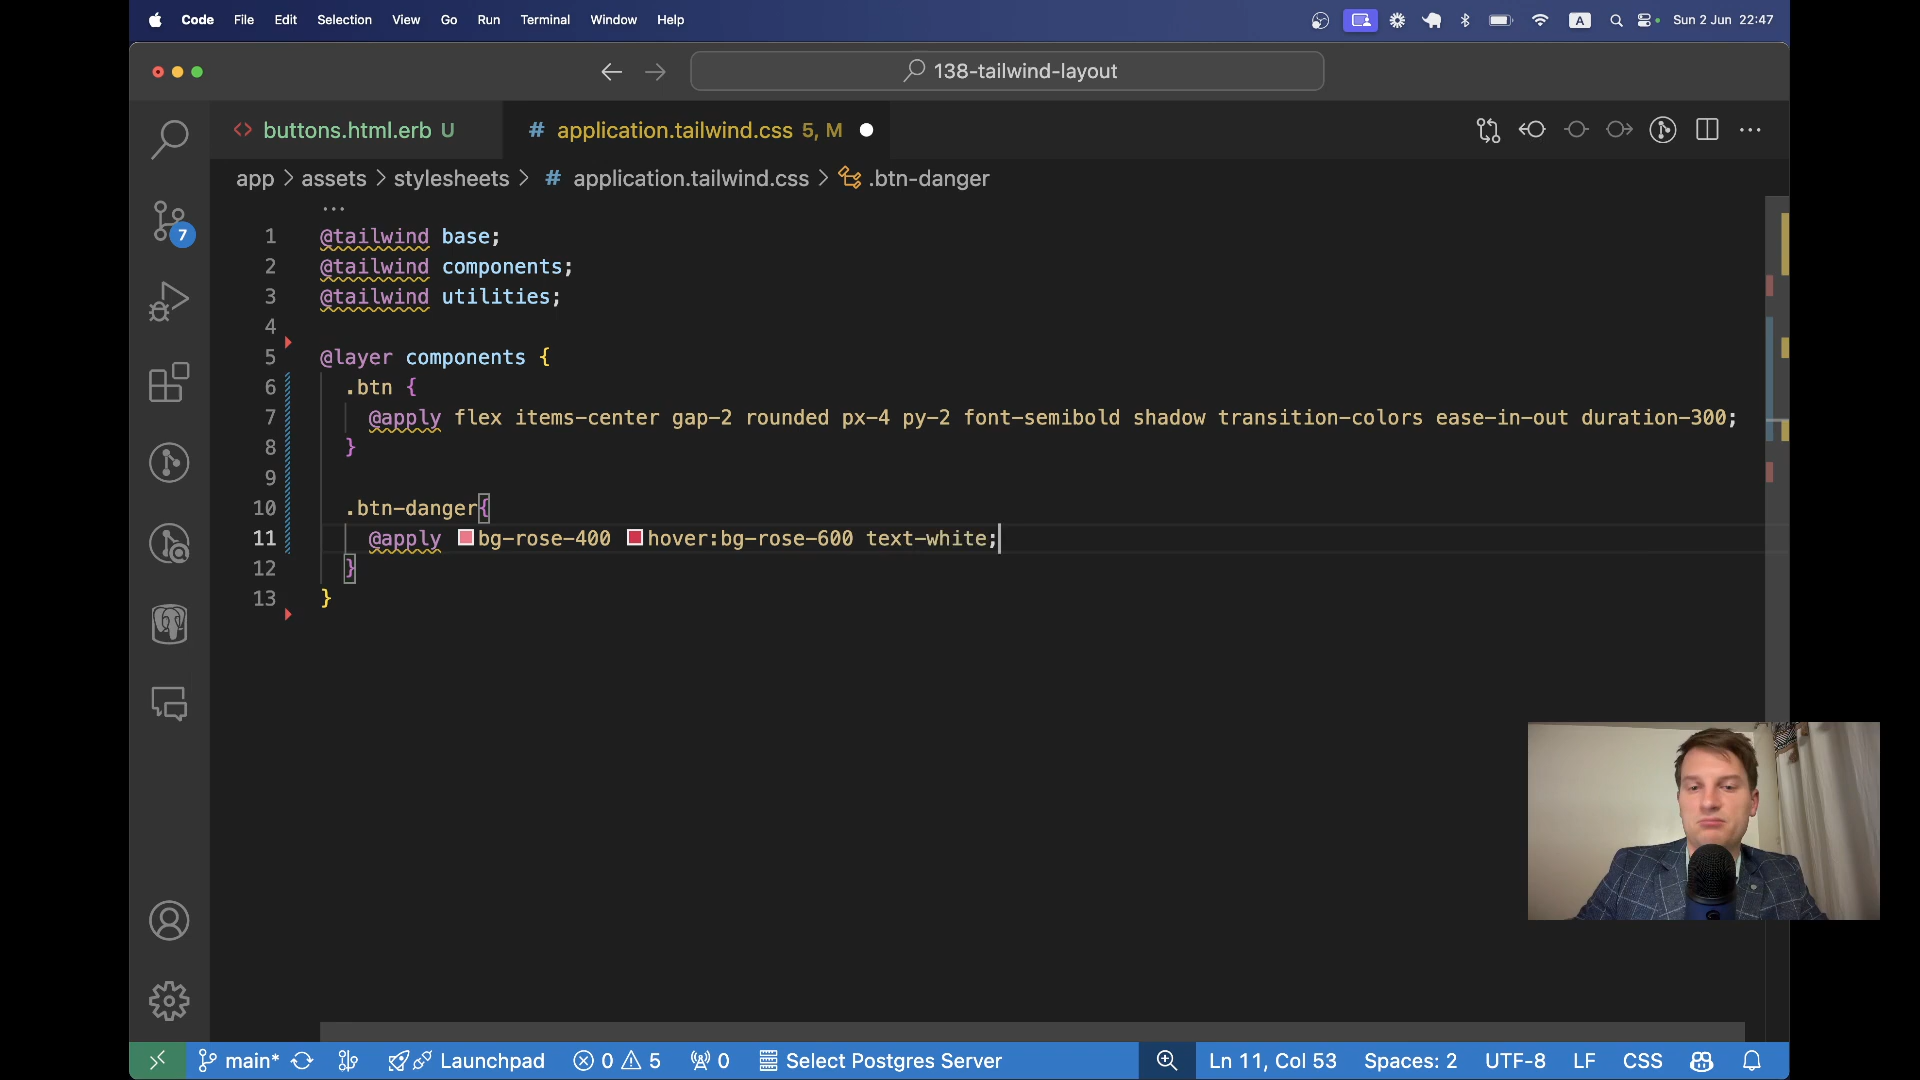 Code File Edit Selection View Go Run Terminal Window Help A Sun 2 Jun 22:47
138-tailwind-layout
buttons.html.erb U # application.tailwind.css 5, M
app > assets > stylesheets > # application.tailwind.css > .btn-danger
7
...
1 @tailwind base;
2 @tailwind components;
3 @tailwind utilities;
4
5 @layer components {
6 .btn {
7 @apply flex items-center gap-2 rounded px-4 py-2 font-semibold shadow transition-colors ease-in-out duration-300;
8 }
9
10 .btn-danger{
11 @apply bg-rose-400 hover:bg-rose-600 text-white;
12 }
13 }
main* Launchpad 0 5 0 Select Postgres Server Ln 11, Col 53 Spaces: 2 UTF-8 LF CSS